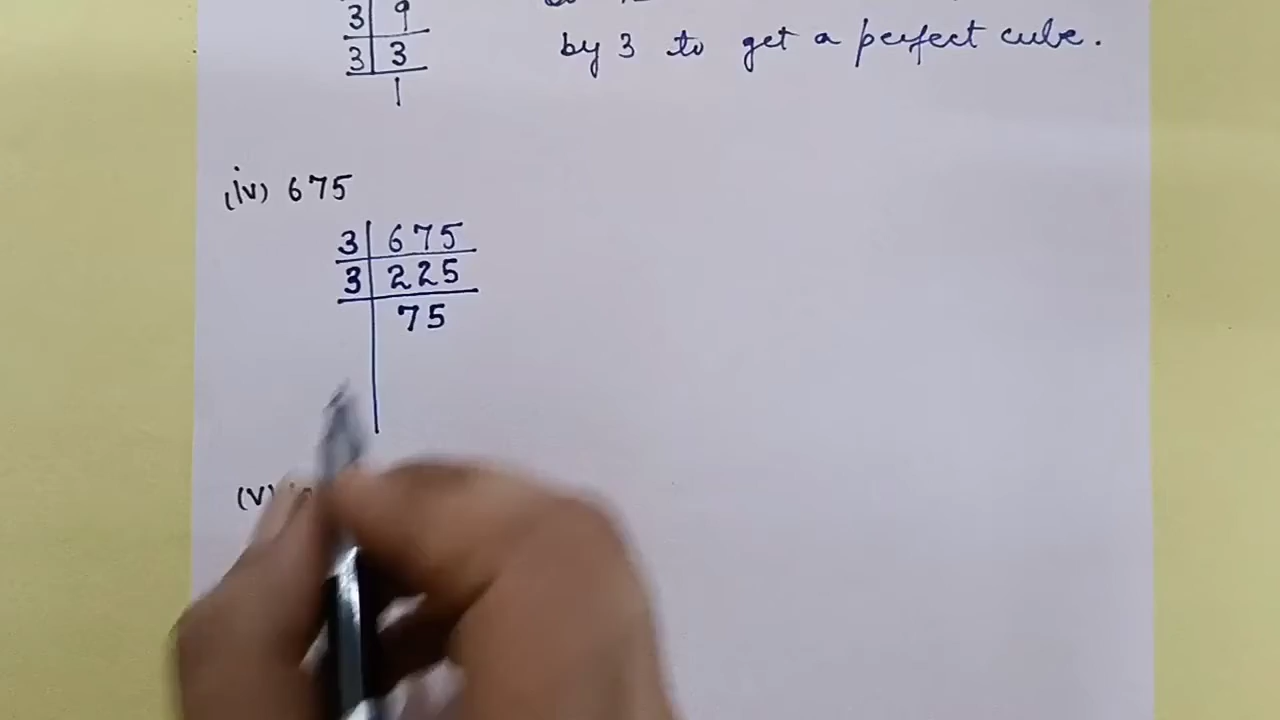 3 9
by 3 to get a perfect cube.
3 3
1
(iv) 675
3 675
3 225
75
(v)